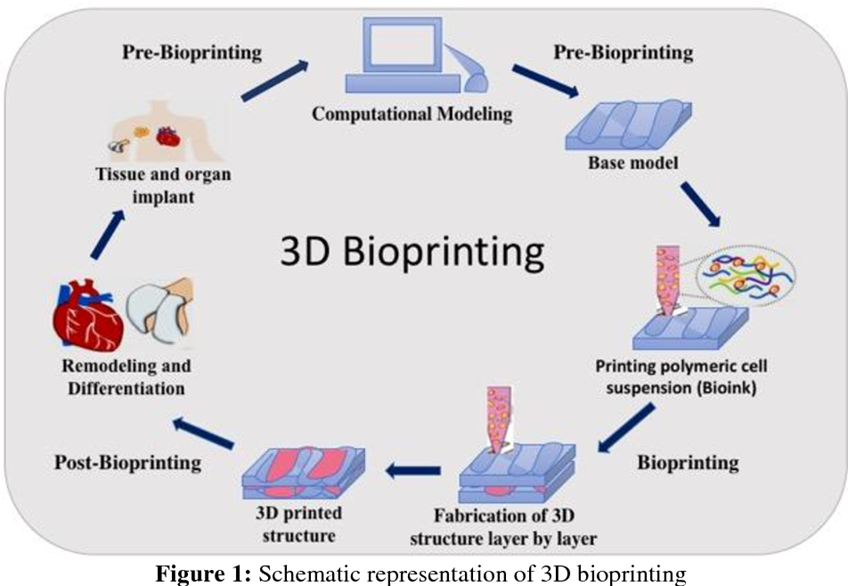 Pre-Bioprinting
Pre-Bioprinting
Computational Modeling
Base model
Tissue and organ
implant
3D Bioprinting
Remodeling and
Differentiation
Printing polymeric cell
suspension (Bioink)
Post-Bioprinting
Bioprinting
3D printed
structure
Fabrication of 3D
structure layer by layer
Figure 1: Schematic representation of 3D bioprinting